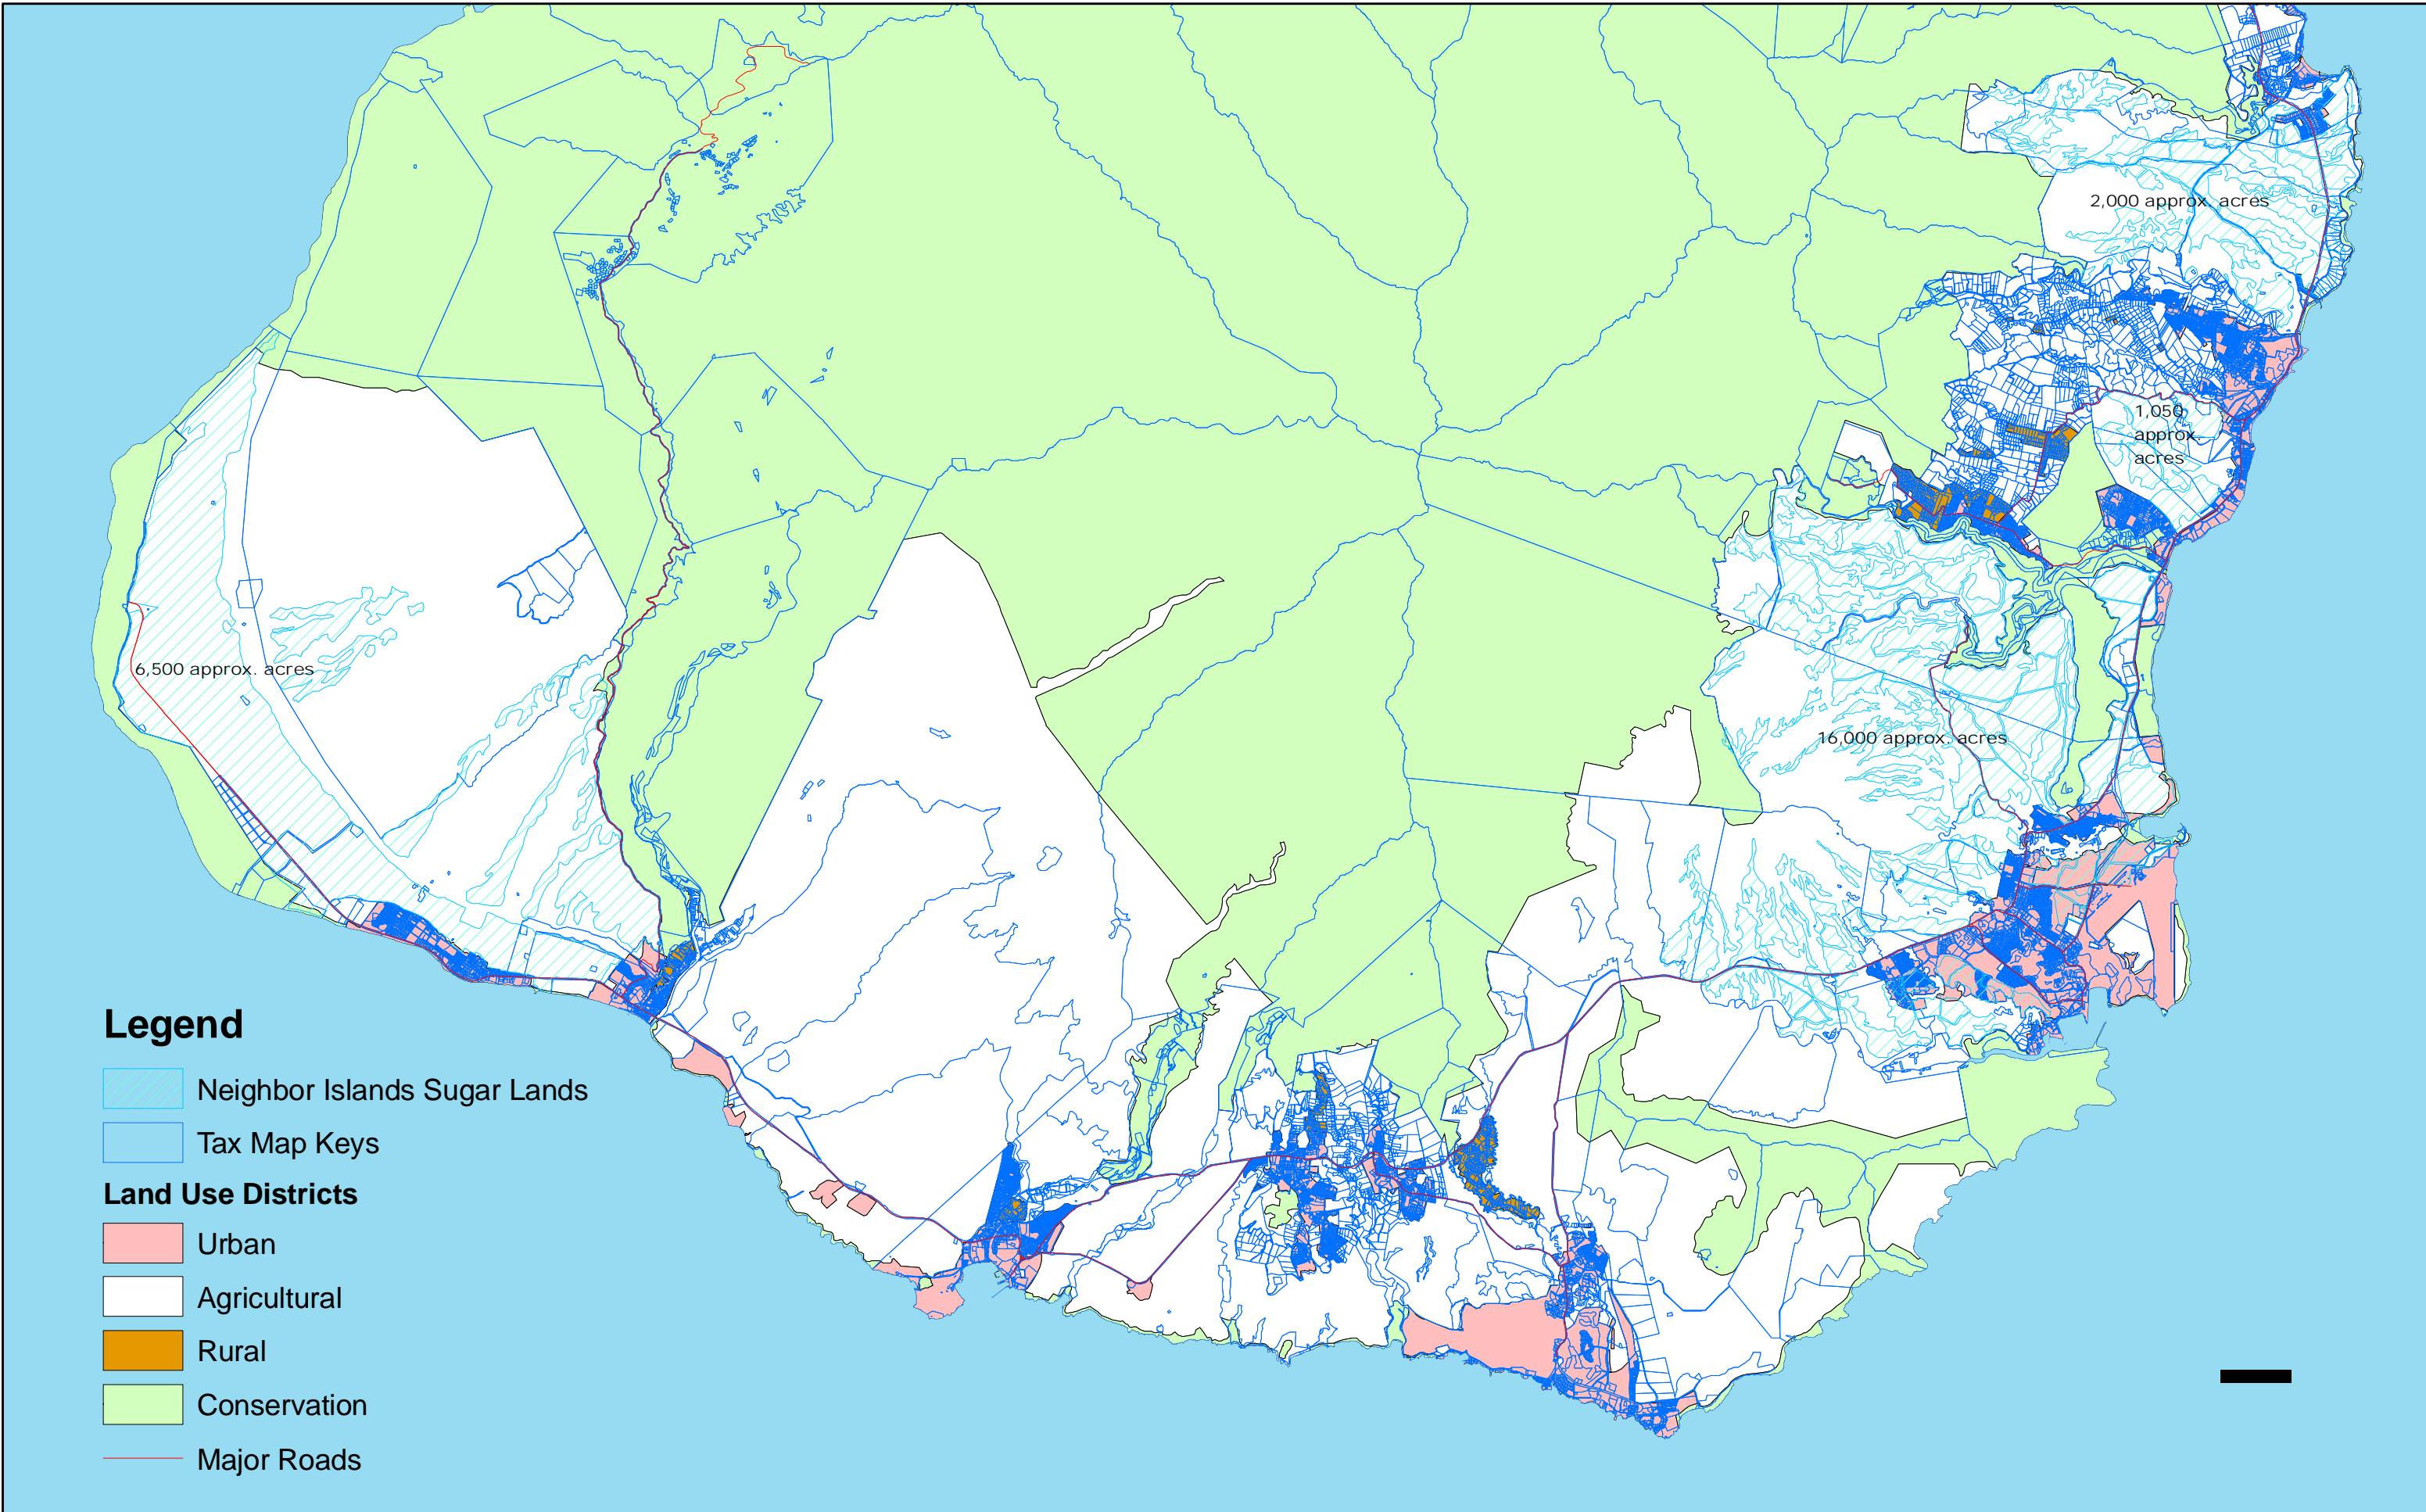 2,000 approx. acres
1,050
approx.
acres
6,500 approx. acres
16,000 approx. acres
Legend
Neighbor Islands Sugar Lands
Tax Map Keys
Land Use Districts
Urban
Agricultural
Rural
Conservation
Major Roads